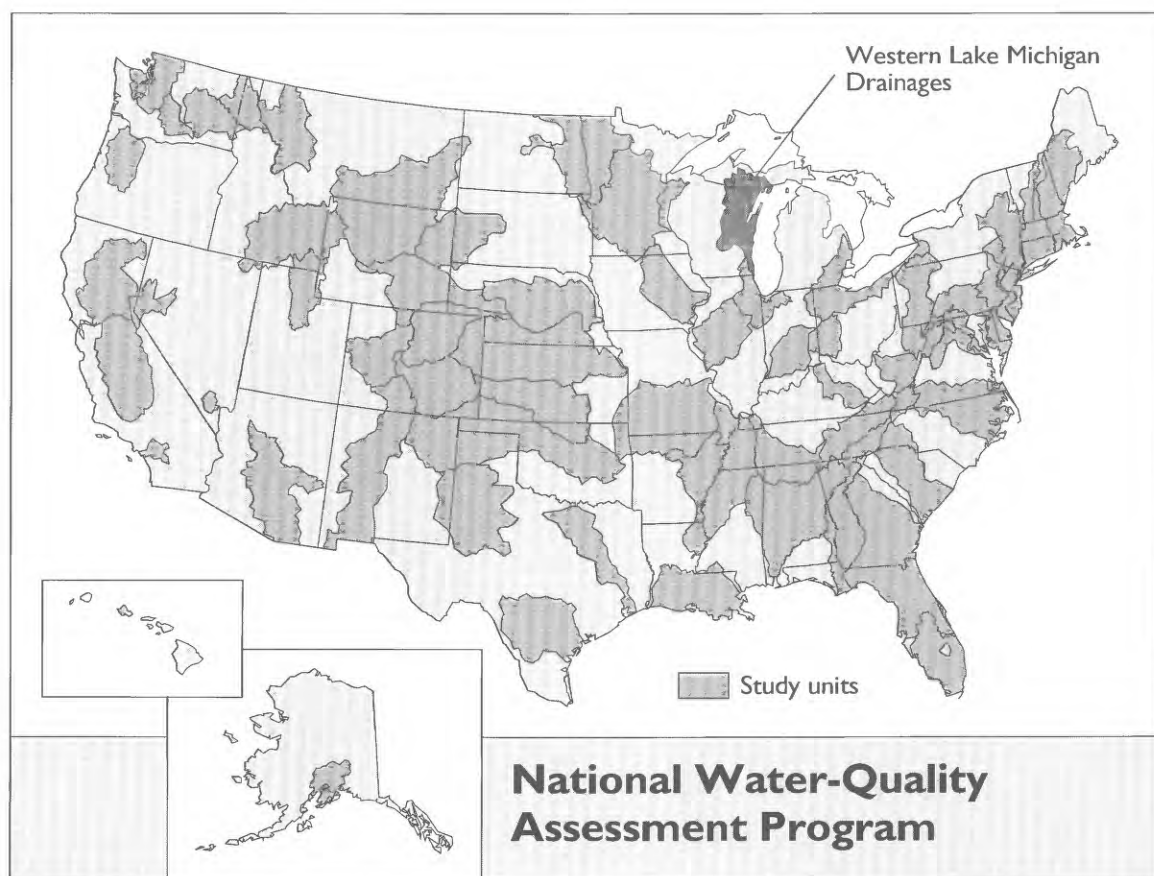 Western Lake Michigan
Drainages
Study units
National Water-Quality
Assessment Program